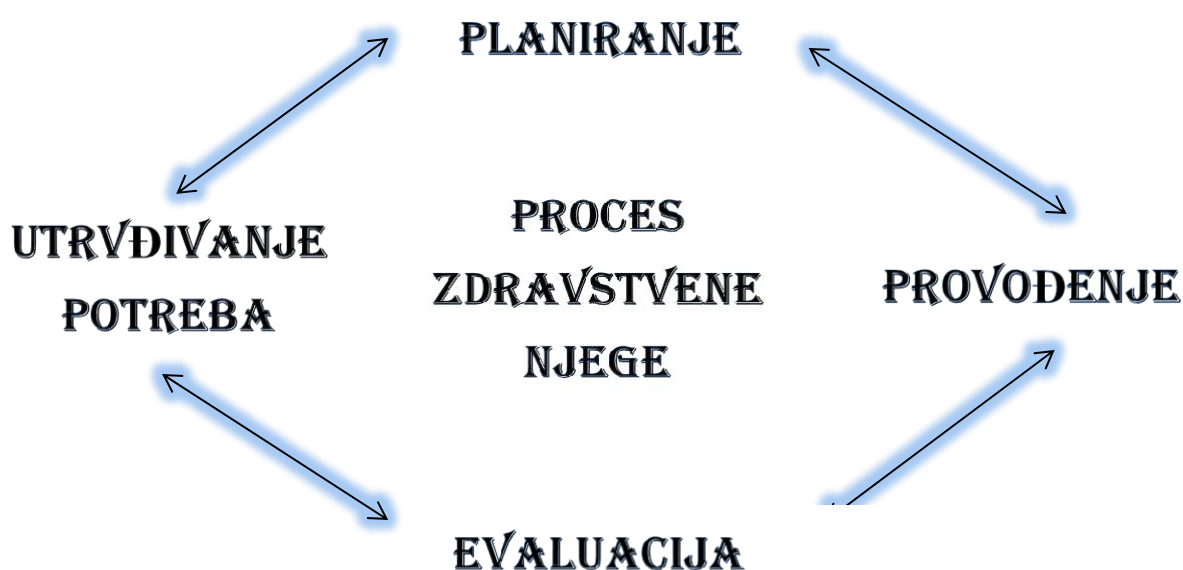 PLANIRANJE
UTRVĐIVANJE
POTREBA
PROCES
ZDRAVSTVENE
NJEGE
PROVOĐENJE
EVALUACIJA